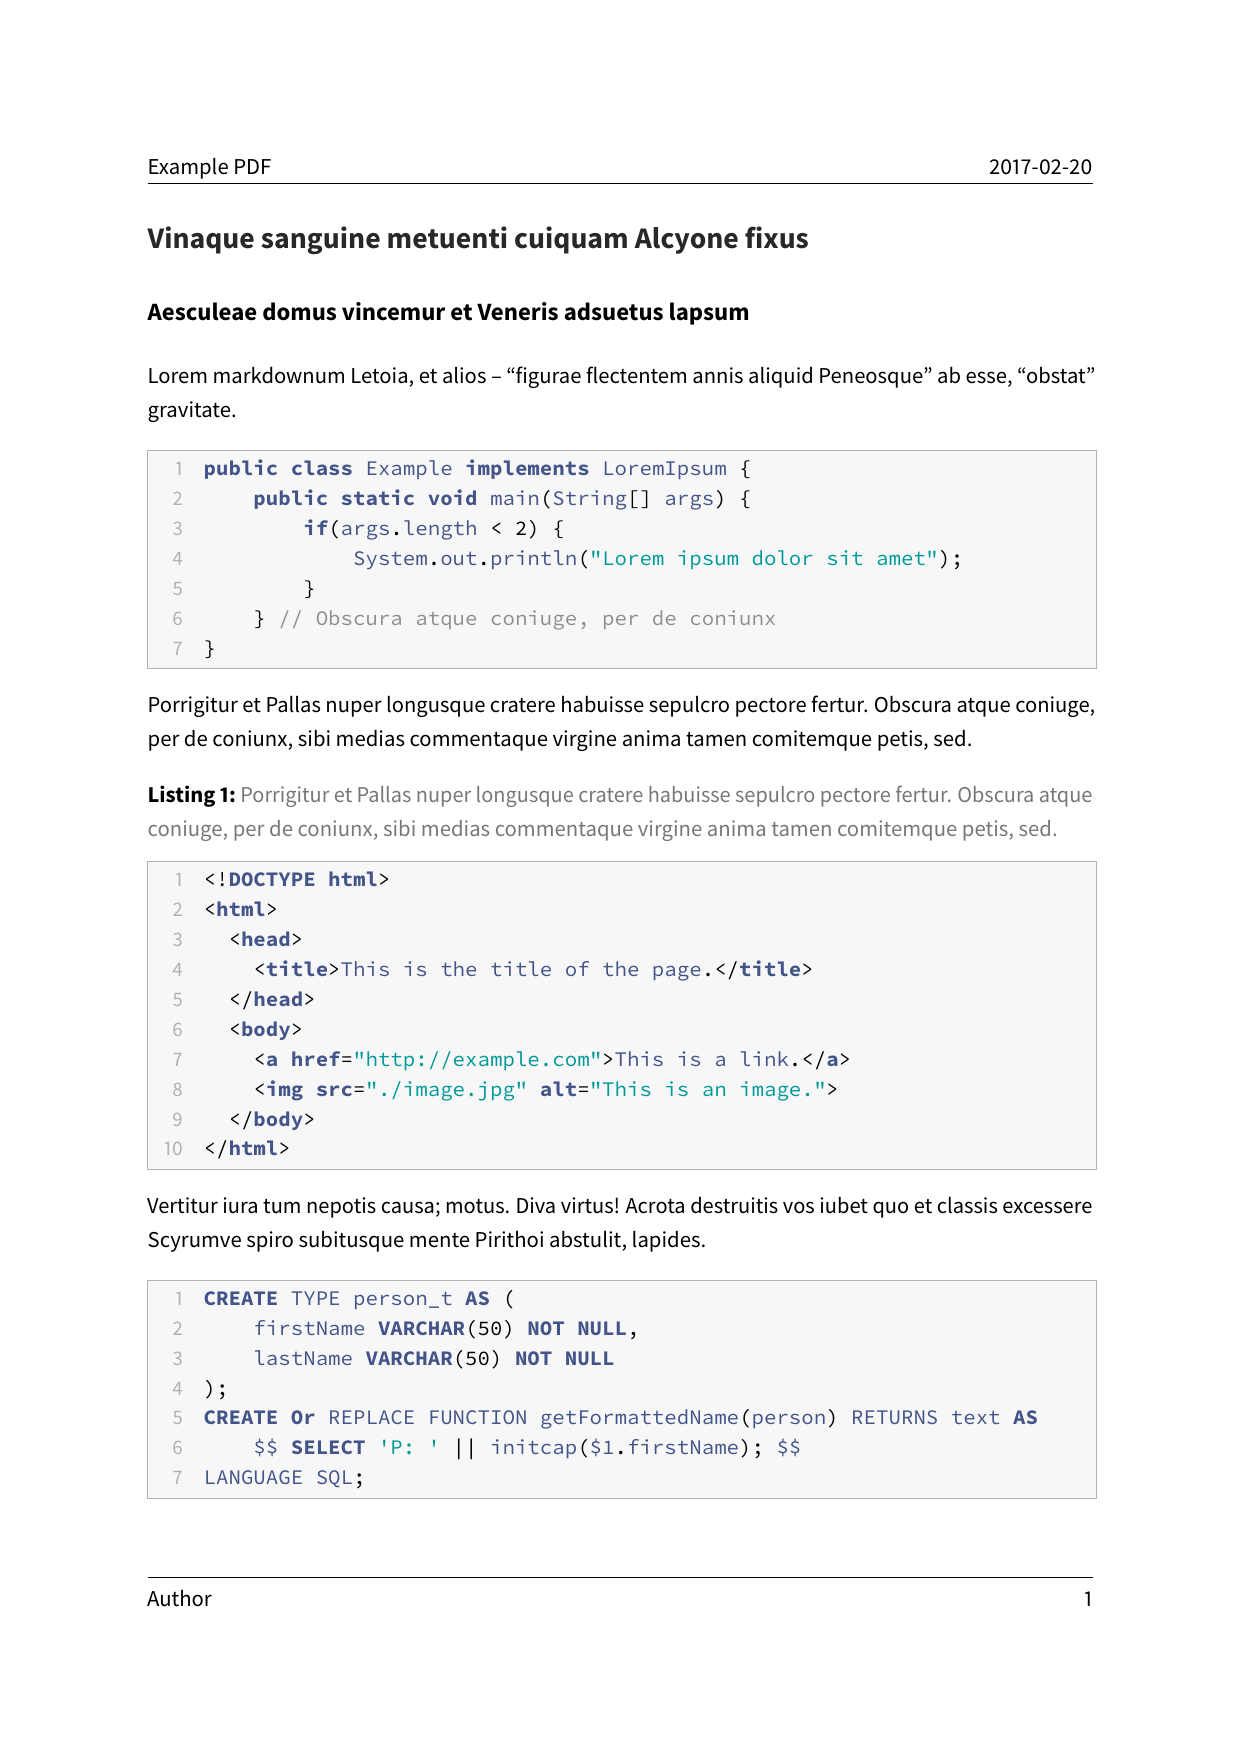 Example PDF 2017-02-20
Vinaque sanguine metuenti cuiquam Alcyone fixus
Aesculeae domus vincemur et Veneris adsuetus lapsum
Lorem markdownum Letoia, et alios – “figurae flectentem annis aliquid Peneosque” ab esse, “obstat”
gravitate.
1 public class Example implements LoremIpsum {
2     public static void main(String[] args) {
3         if(args.length < 2) {
4             System.out.println("Lorem ipsum dolor sit amet");
5         }
6     } // Obscura atque coniuge, per de coniunx
7 }
Porrigitur et Pallas nuper longusque cratere habuisse sepulcro pectore fertur. Obscura atque coniuge,
per de coniunx, sibi medias commentaque virgine anima tamen comitemque petis, sed.
Listing 1: Porrigitur et Pallas nuper longusque cratere habuisse sepulcro pectore fertur. Obscura atque
coniuge, per de coniunx, sibi medias commentaque virgine anima tamen comitemque petis, sed.
1 <!DOCTYPE html>
2 <html>
3   <head>
4     <title>This is the title of the page.</title>
5   </head>
6   <body>
7     <a href="http://example.com">This is a link.</a>
8     <img src="./image.jpg" alt="This is an image.">
9   </body>
10 </html>
Vertitur iura tum nepotis causa; motus. Diva virtus! Acrota destruitis vos iubet quo et classis excessere
Scyrumve spiro subitusque mente Pirithoi abstulit, lapides.
1 CREATE TYPE person_t AS (
2     firstName VARCHAR(50) NOT NULL,
3     lastName VARCHAR(50) NOT NULL
4 );
5 CREATE Or REPLACE FUNCTION getFormattedName(person) RETURNS text AS
6     $$ SELECT 'P: ' || initcap($1.firstName); $$
7 LANGUAGE SQL;
Author 1